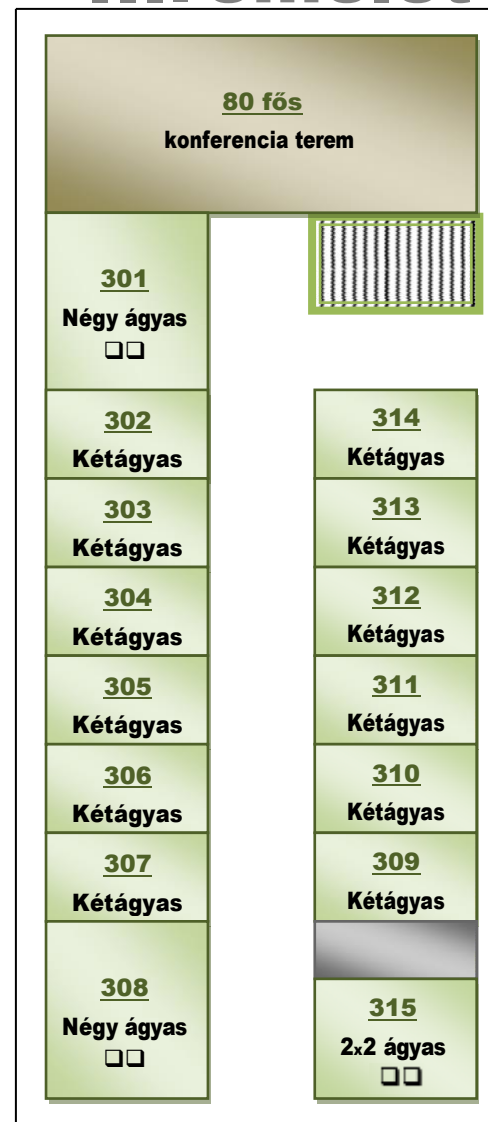 80 fős
konferencia terem
301
Négy ágyas
❑❑
302
Kétágyas
303
Kétágyas
304
Kétágyas
305
Kétágyas
306
Kétágyas
307
Kétágyas
308
Négy ágyas
❑❑
314
Kétágyas
313
Kétágyas
312
Kétágyas
311
Kétágyas
310
Kétágyas
309
Kétágyas
315
2x2 ágyas
❑❑